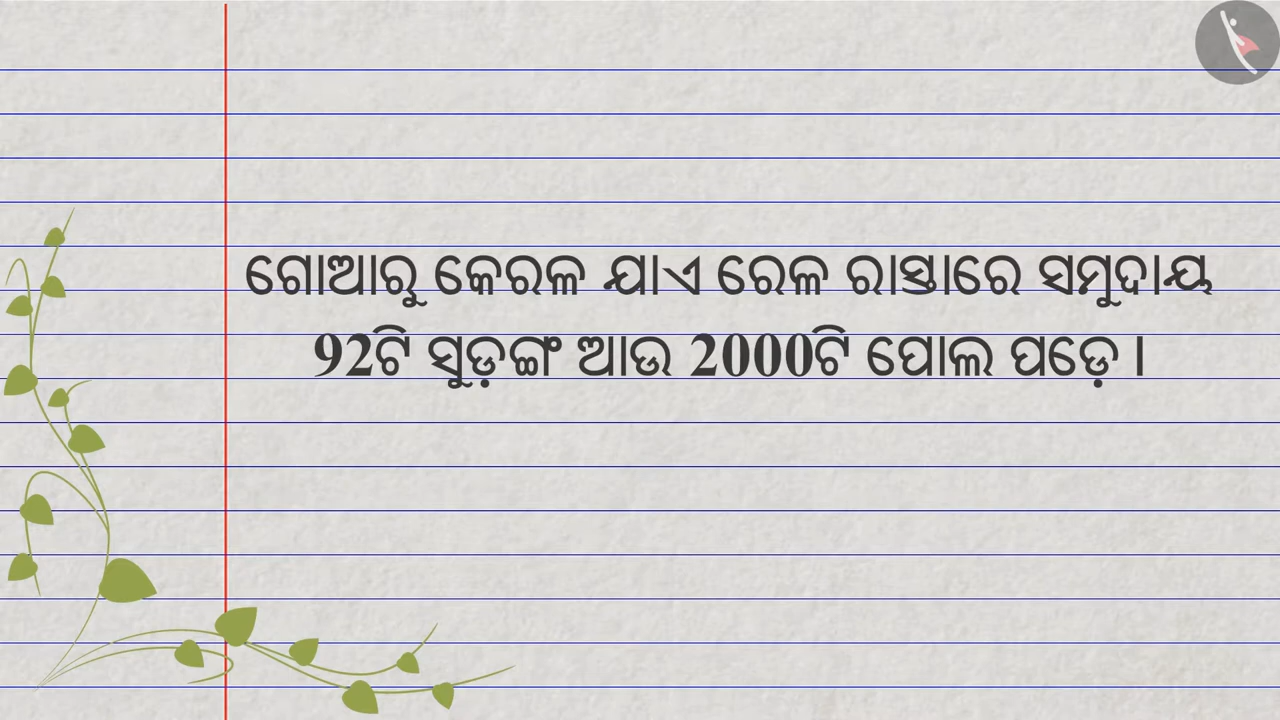 ଗୋଆରୁ କେରଳ ଯାଏ ରେଳ ରାସ୍ତାରେ ସମୁଦାୟ
92ଟି ସୁଡ଼ଙ୍ଗ ଆଉ 2000ଟି ପୋଲ ପଡ଼େ ।